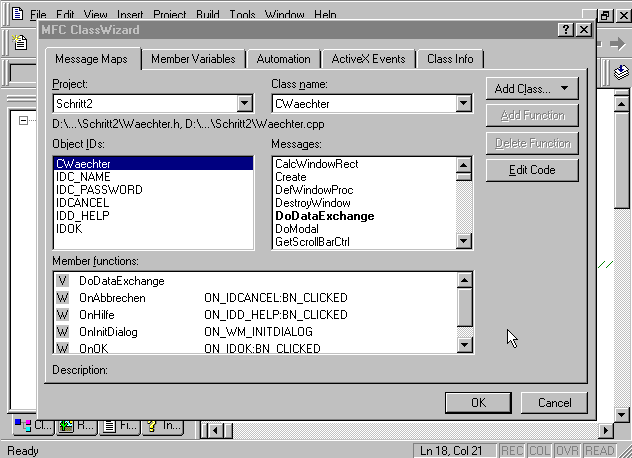 File Edit View Insert Project Build Tools Window Help
MFC ClassWizard
Message Maps Member Variables Automation ActiveX Events Class Info
Project: Class name:
Schritt2 CWaechter Add Class...
D:\...\Schritt2\Waechter.h, D:\...\Schritt2\Waechter.cpp Add Function
Object IDs: Messages: Delete Function
CWaechter CalcWindowRect Edit Code
IDC_NAME Create
IDC_PASSWORD DefWindowProc
IDCANCEL DestroyWindow
IDD_HELP DoDataExchange
IDOK DoModal
GetScrollBarCtrl
Member functions:
V DoDataExchange
W OnAbbrechen ON_IDCANCEL:BN_CLICKED
W OnHilfe ON_IDD_HELP:BN_CLICKED
W OnInitDialog ON_WM_INITDIALOG
W OnOK ON_IDOK:BN_CLICKED
Description:
OK Cancel
Cl... R... Fi... In...
Ready Ln 18, Col 21 REC COL OVR READ